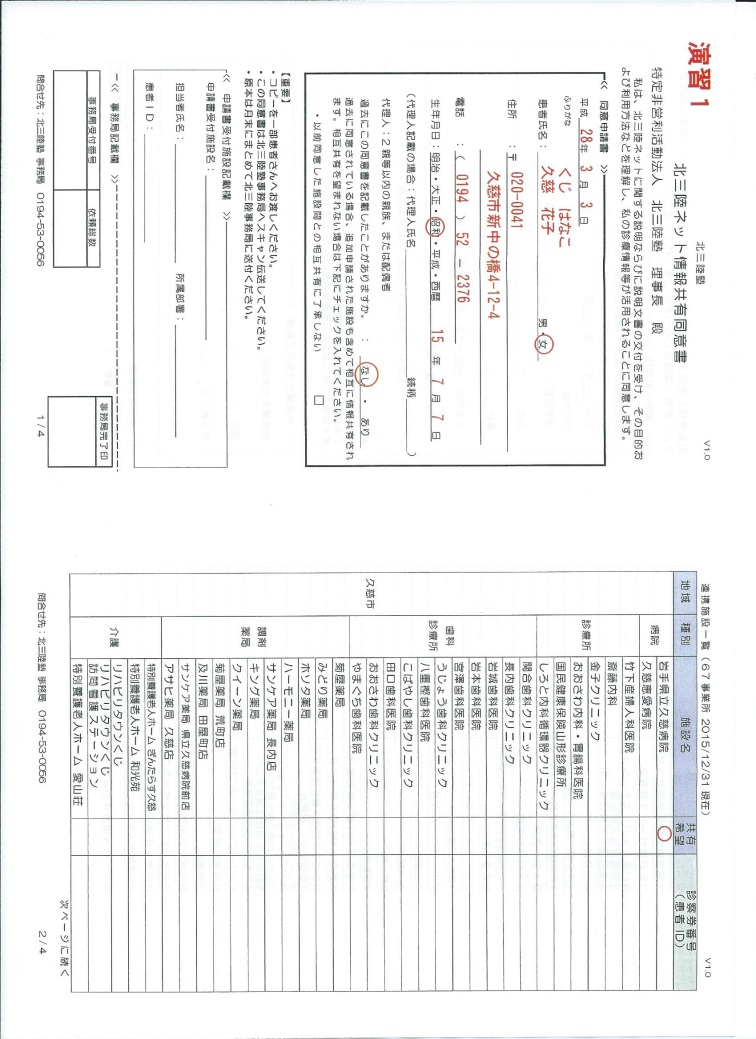 演習1
北三陸塾
V1.0
北三陸ネット情報共有同意書
特定非営利活動法人 北三陸塾 理事長 殿
私は、北三陸ネットに関する説明ならびに説明文書の交付を受け、その目的お
よび利用方法などを理解し、私の診療情報等が活用されることに同意します。
<< 同意申請書 >>
平成 28年 3月 3日
ふりがな くじ はなこ
患者氏名: 久慈 花子 男・女
住所 :〒 020-0041
久慈市新中の橋4-12-4
電話 :( 0194 ) 52 - 2376
生年月日:明治・大正・昭和・平成・西暦 15年 7月 7日
(代理人記載の場合:代理人氏名 続柄 )
代理人:2親等以内の親族、または配偶者
過去にこの同意書を記載したことがありますか。 : なし ・ あり
過去に同意されている場合、追加申請された施設も含めて相互に情報共有され
ます。相互共有を望まれない場合は下記にチェックを入れてください。
・以前同意した施設間との相互共有に了承しない □
【重要】
・コピーを一部患者さんへお渡しください。
・この同意書は北三陸塾事務局へスキャン伝送してください。
・原本は月末にまとめて北三陸事務局に送付ください。
<< 申請書受付施設記載欄 >>
申請書受付施設名:
担当者氏名: 所属部署:
患者ID:
<< 事務局記載欄 >>
事務局受付番号 依頼総数 事務局完了印
問合せ先:北三陸塾 事務局 0194-53-0056
1/4
V1.0
連携施設一覧(67事業所 2015/12/31現在)
地域 種別 施設名 共有希望 診察券番号(患者ID)
久慈市
病院 岩手県立久慈病院 ○
久慈恵愛病院
診療所 竹下産婦人科医院
斎藤内科
金子クリニック
おおさわ内科・胃腸科医院
国民健康保険山形診療所
しろと内科循環器クリニック
歯科診療所 関合歯科クリニック
長内歯科クリニック
岩城歯科医院
岩本歯科医院
宮澤歯科医院
うじょう歯科クリニック
八重樫歯科医院
こばやし歯科クリニック
田口歯科医院
おおさわ歯科クリニック
やまぐち歯科医院
調剤薬局 菊屋薬局
みどり薬局
ホソタ薬局
ハーモニー薬局
サンケア薬局 長内店
キング薬局
クイーン薬局
菊屋薬局 荒町店
及川薬局 田屋町店
サンケア薬局 県立久慈病院前店
アサヒ薬局 久慈店
介護 特別養護老人ホーム ぎんたらす久慈
特別養護老人ホーム 和光苑
リハビリタウンくじ
リハビリタウンくじ
訪問看護ステーション
特別養護老人ホーム 愛山荘
次ページに続く
問合せ先:北三陸塾 事務局 0194-53-0056
2/4